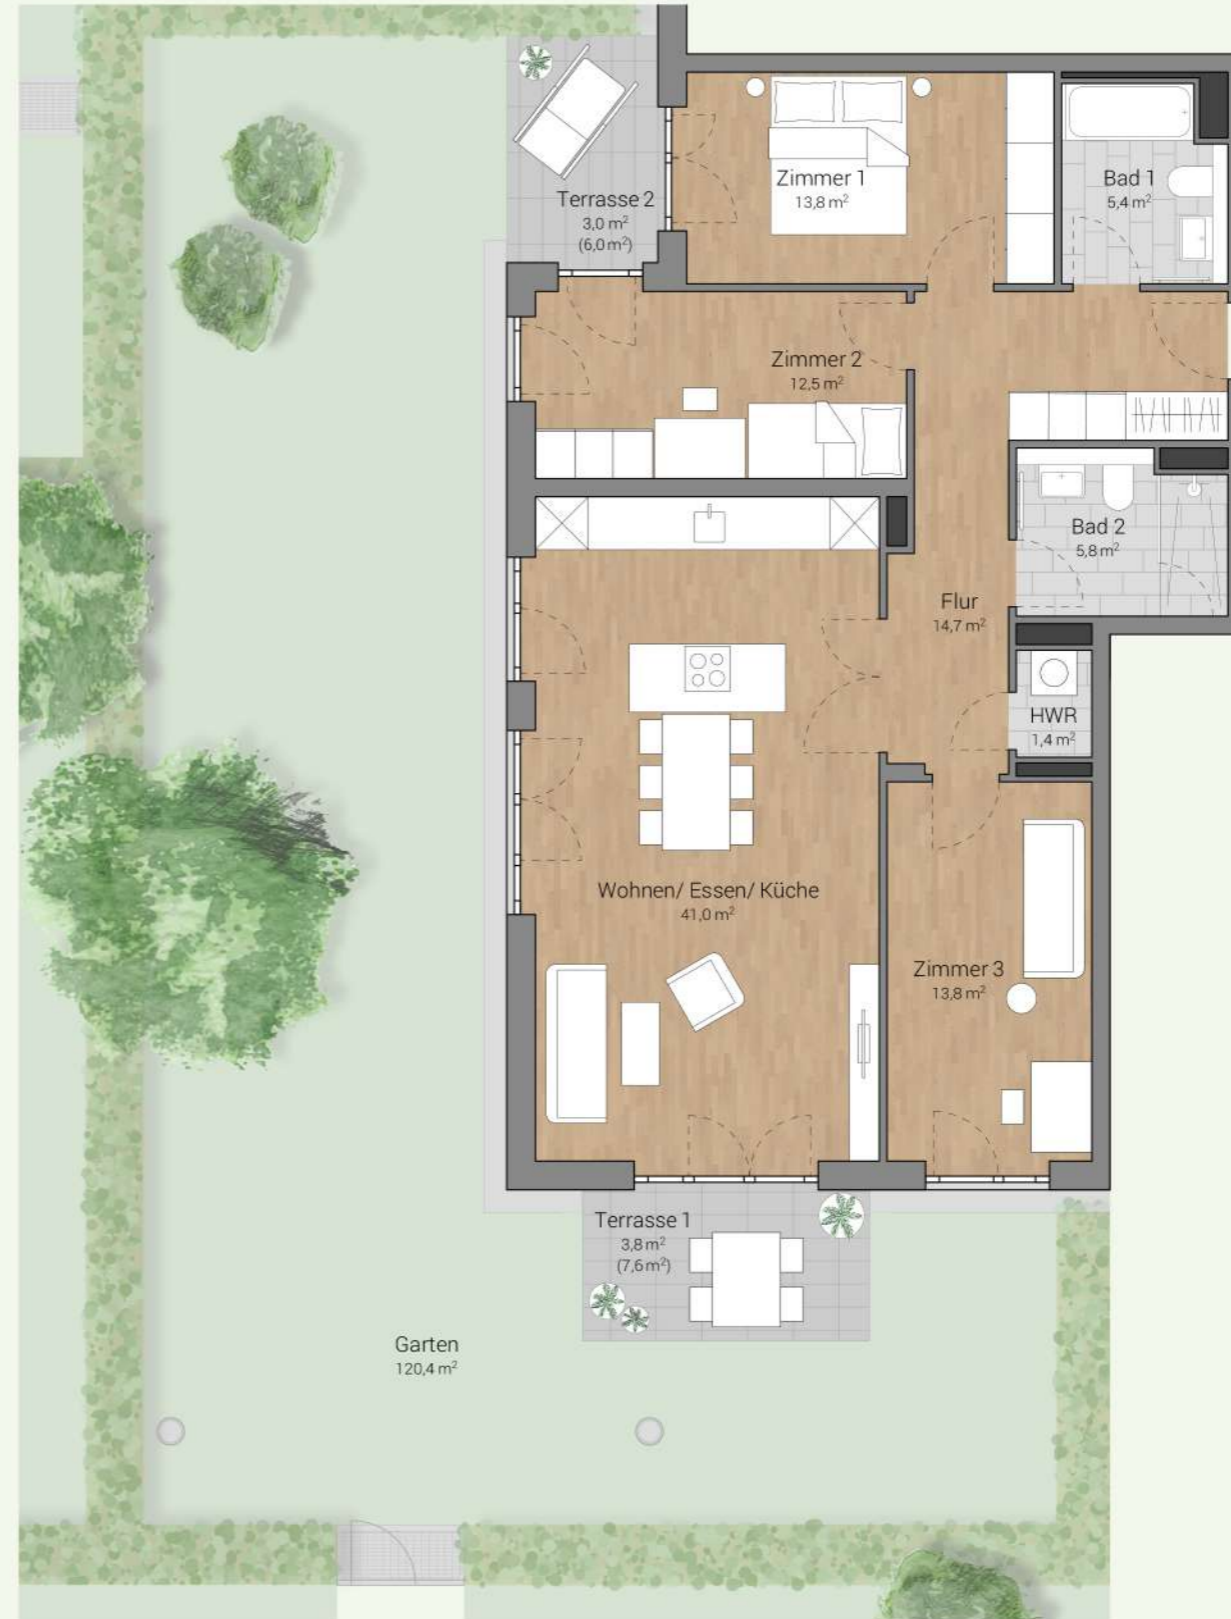 Terrasse 2
3,0 m²
(6,0 m²)
Zimmer 1
13,8 m²
Bad 1
5,4 m²
Zimmer 2
12,5 m²
Bad 2
5,8 m²
Flur
14,7 m²
HWR
1,4 m²
Wohnen/ Essen/ Küche
41,0 m²
Zimmer 3
13,8 m²
Terrasse 1
3,8 m²
(7,6 m²)
Garten
120,4 m²